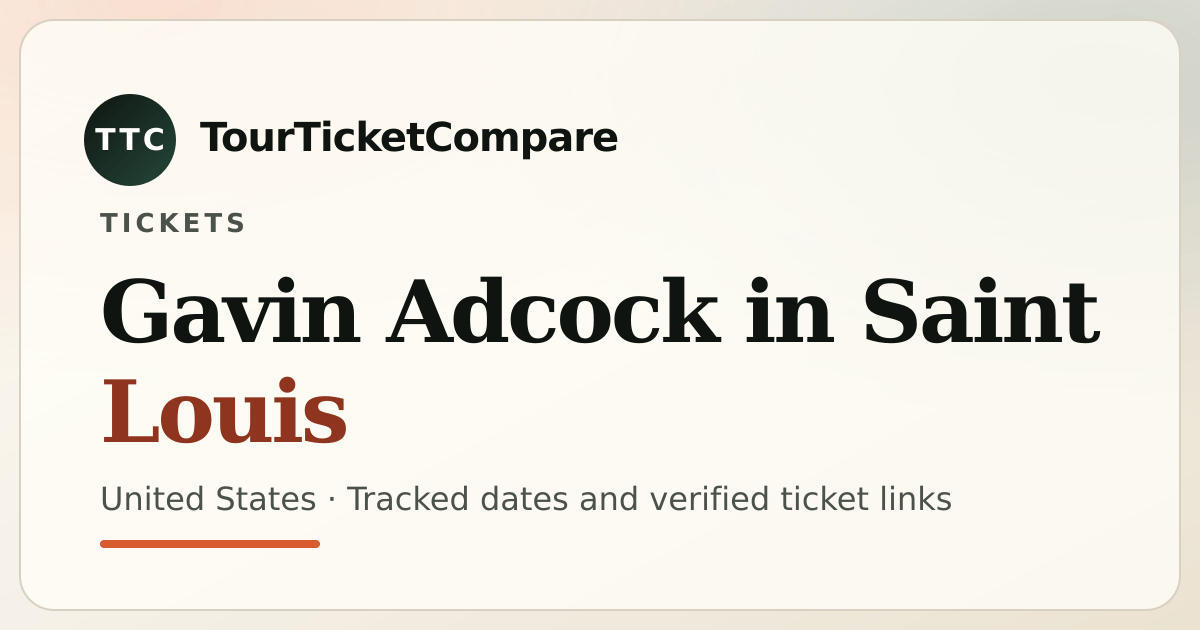 TTC TourTicketCompare
TICKETS
Gavin Adcock in Saint
Louis
United States · Tracked dates and verified ticket links